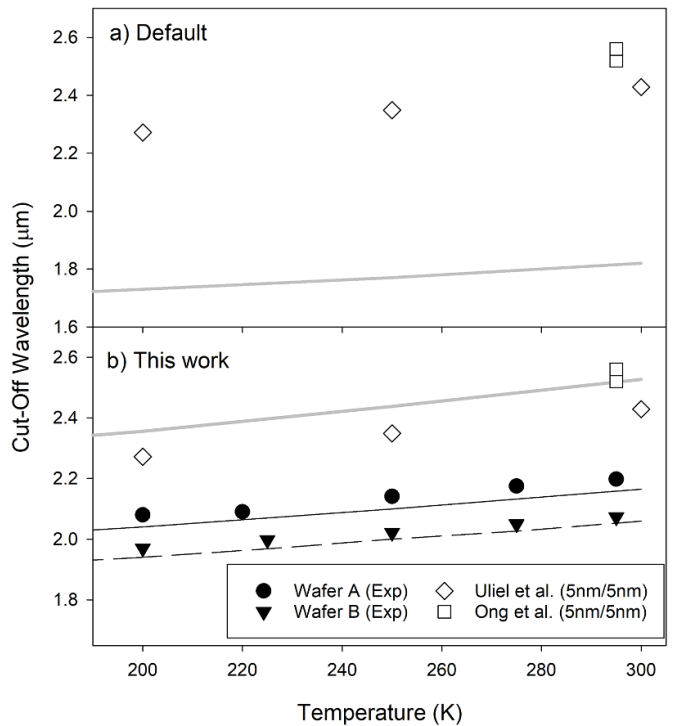 a) Default
2.6
2.4
2.2
2.0
1.8
1.6
b) This work
2.6
2.4
2.2
2.0
1.8
Cut-Off Wavelength (μm)
Wafer A (Exp) Uliel et al. (5nm/5nm)
Wafer B (Exp) Ong et al. (5nm/5nm)
200 220 240 260 280 300
Temperature (K)